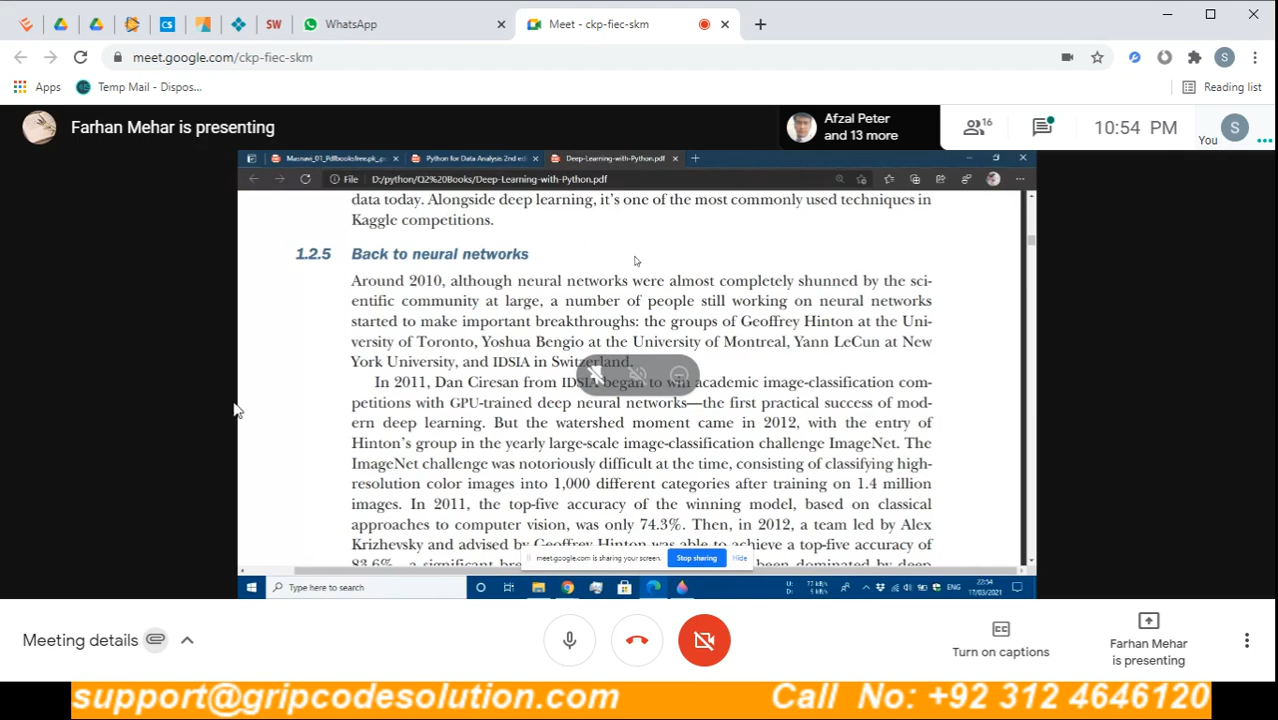 WhatsApp
Meet - ckp-fiec-skm
meet.google.com/ckp-fiec-skm
Apps
Temp Mail - Dispos...
Reading list
Farhan Mehar is presenting
Afzal Peter
and 13 more
16
10:54 PM
You
S
Masnavi_01_Pdfbooksfree.pk_
Python for Data Analysis 2nd ed
Deep-Learning-with-Python.pdf
File
D:/python/Q2%20Books/Deep-Learning-with-Python.pdf
data today. Alongside deep learning, it's one of the most commonly used techniques in
Kaggle competitions.
1.2.5 Back to neural networks
Around 2010, although neural networks were almost completely shunned by the sci-
entific community at large, a number of people still working on neural networks
started to make important breakthroughs: the groups of Geoffrey Hinton at the Uni-
versity of Toronto, Yoshua Bengio at the University of Montreal, Yann LeCun at New
York University, and IDSIA in Switzerland.
In 2011, Dan Ciresan from IDSIA began to win academic image-classification com-
petitions with GPU-trained deep neural networks—the first practical success of mod-
ern deep learning. But the watershed moment came in 2012, with the entry of
Hinton's group in the yearly large-scale image-classification challenge ImageNet. The
ImageNet challenge was notoriously difficult at the time, consisting of classifying high-
resolution color images into 1,000 different categories after training on 1.4 million
images. In 2011, the top-five accuracy of the winning model, based on classical
approaches to computer vision, was only 74.3%. Then, in 2012, a team led by Alex
Krizhevsky and advised by Geoffrey Hinton was able to achieve a top-five accuracy of
83.6%—a significant been dominated by deep
meet.google.com is sharing your screen.
Stop sharing
Hide
Type here to search
ENG
22:54
17/03/2021
Meeting details
Turn on captions
Farhan Mehar
is presenting
support@gripcodesolution.com
Call No: +92 312 4646120